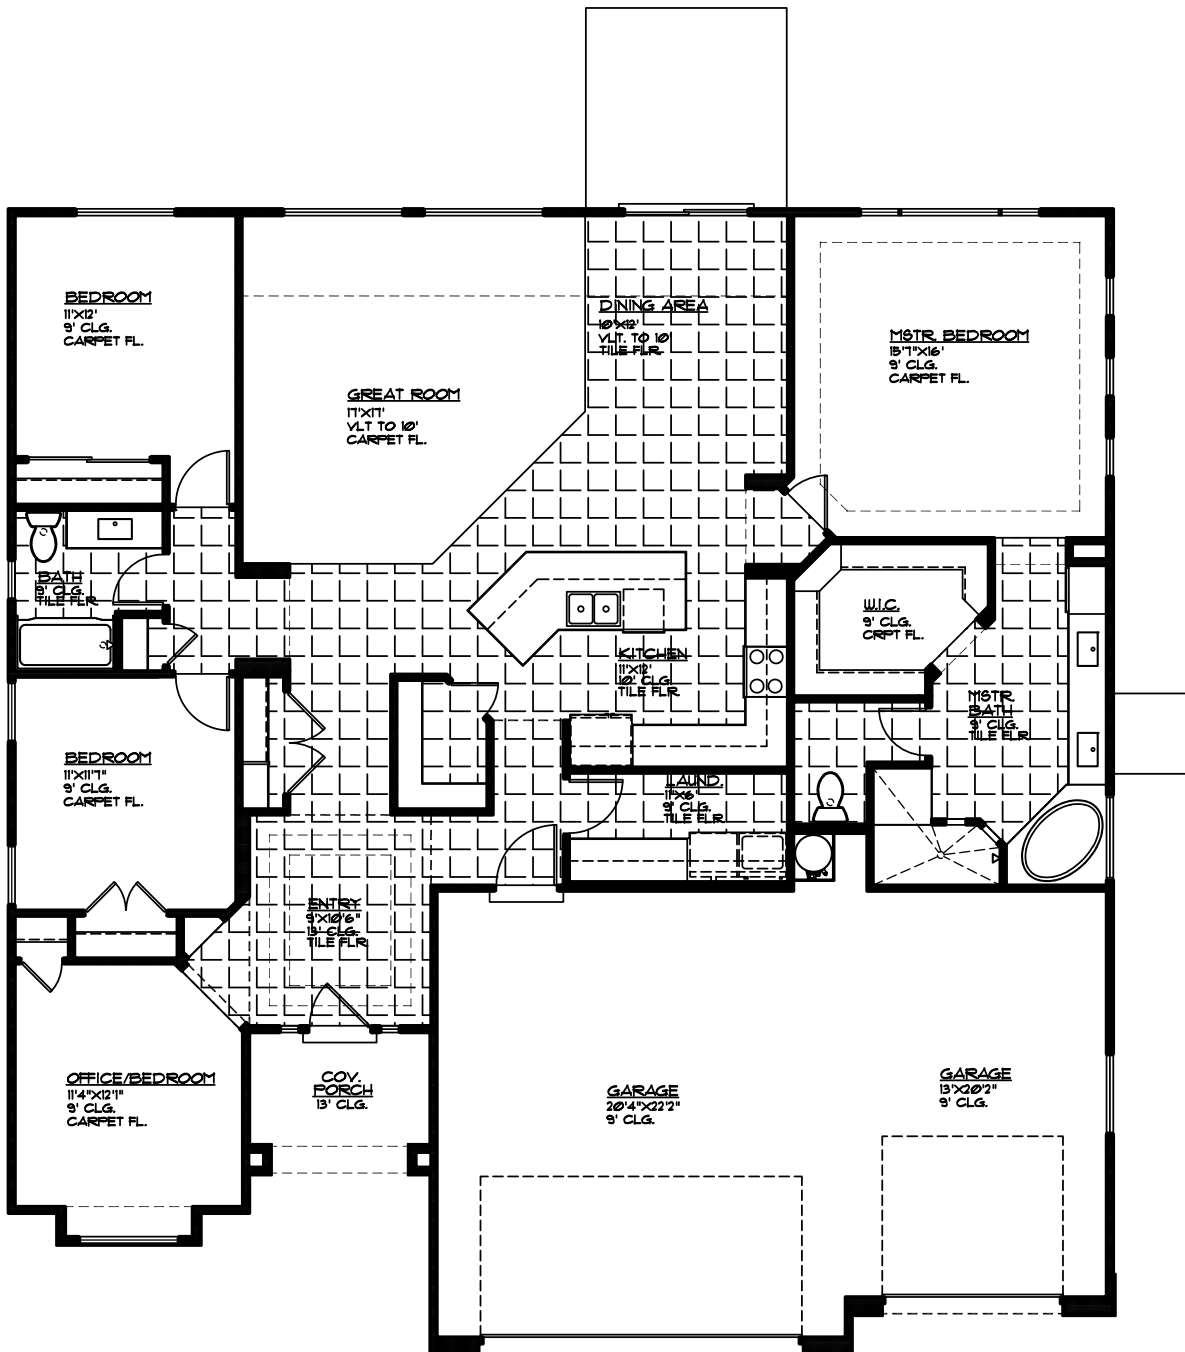 BEDROOM
11'X12'
9' CLG.
CARPET FL.
DINING AREA
10'X12'
VLT. TO 10'
TILE FLR.
MSTR. BEDROOM
15'7"X16'
9' CLG.
CARPET FL.
GREAT ROOM
17'X17'
VLT TO 10'
CARPET FL.
BATH
9' CLG.
TILE FLR.
W.I.C.
9' CLG.
CRPT FL.
KITCHEN
11'X12'
10' CLG
TILE FLR
MSTR.
BATH
9' CLG.
TILE FLR
BEDROOM
11'X11'7"
9' CLG.
CARPET FL.
LAUND.
11'X6'
9' CLG.
TILE FLR
ENTRY
9'X10'6"
13' CLG.
TILE FLR
OFFICE/BEDROOM
11'4"X12'1"
9' CLG.
CARPET FL.
COV.
PORCH
13' CLG.
GARAGE
20'4"X22'2"
9' CLG.
GARAGE
13'X20'2"
9' CLG.